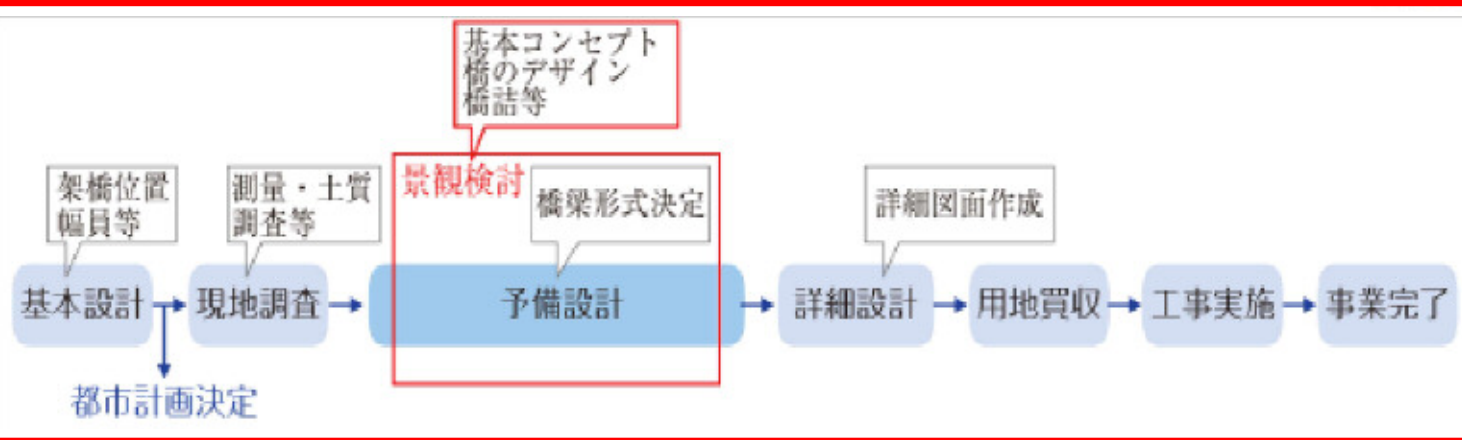 基本コンセプト
橋のデザイン
橋詰等
架橋位置
幅員等
測量・土質
調査等
景観検討
橋梁形式決定
詳細図面作成
基本設計
現地調査
予備設計
詳細設計
用地買収
工事実施
事業完了
都市計画決定